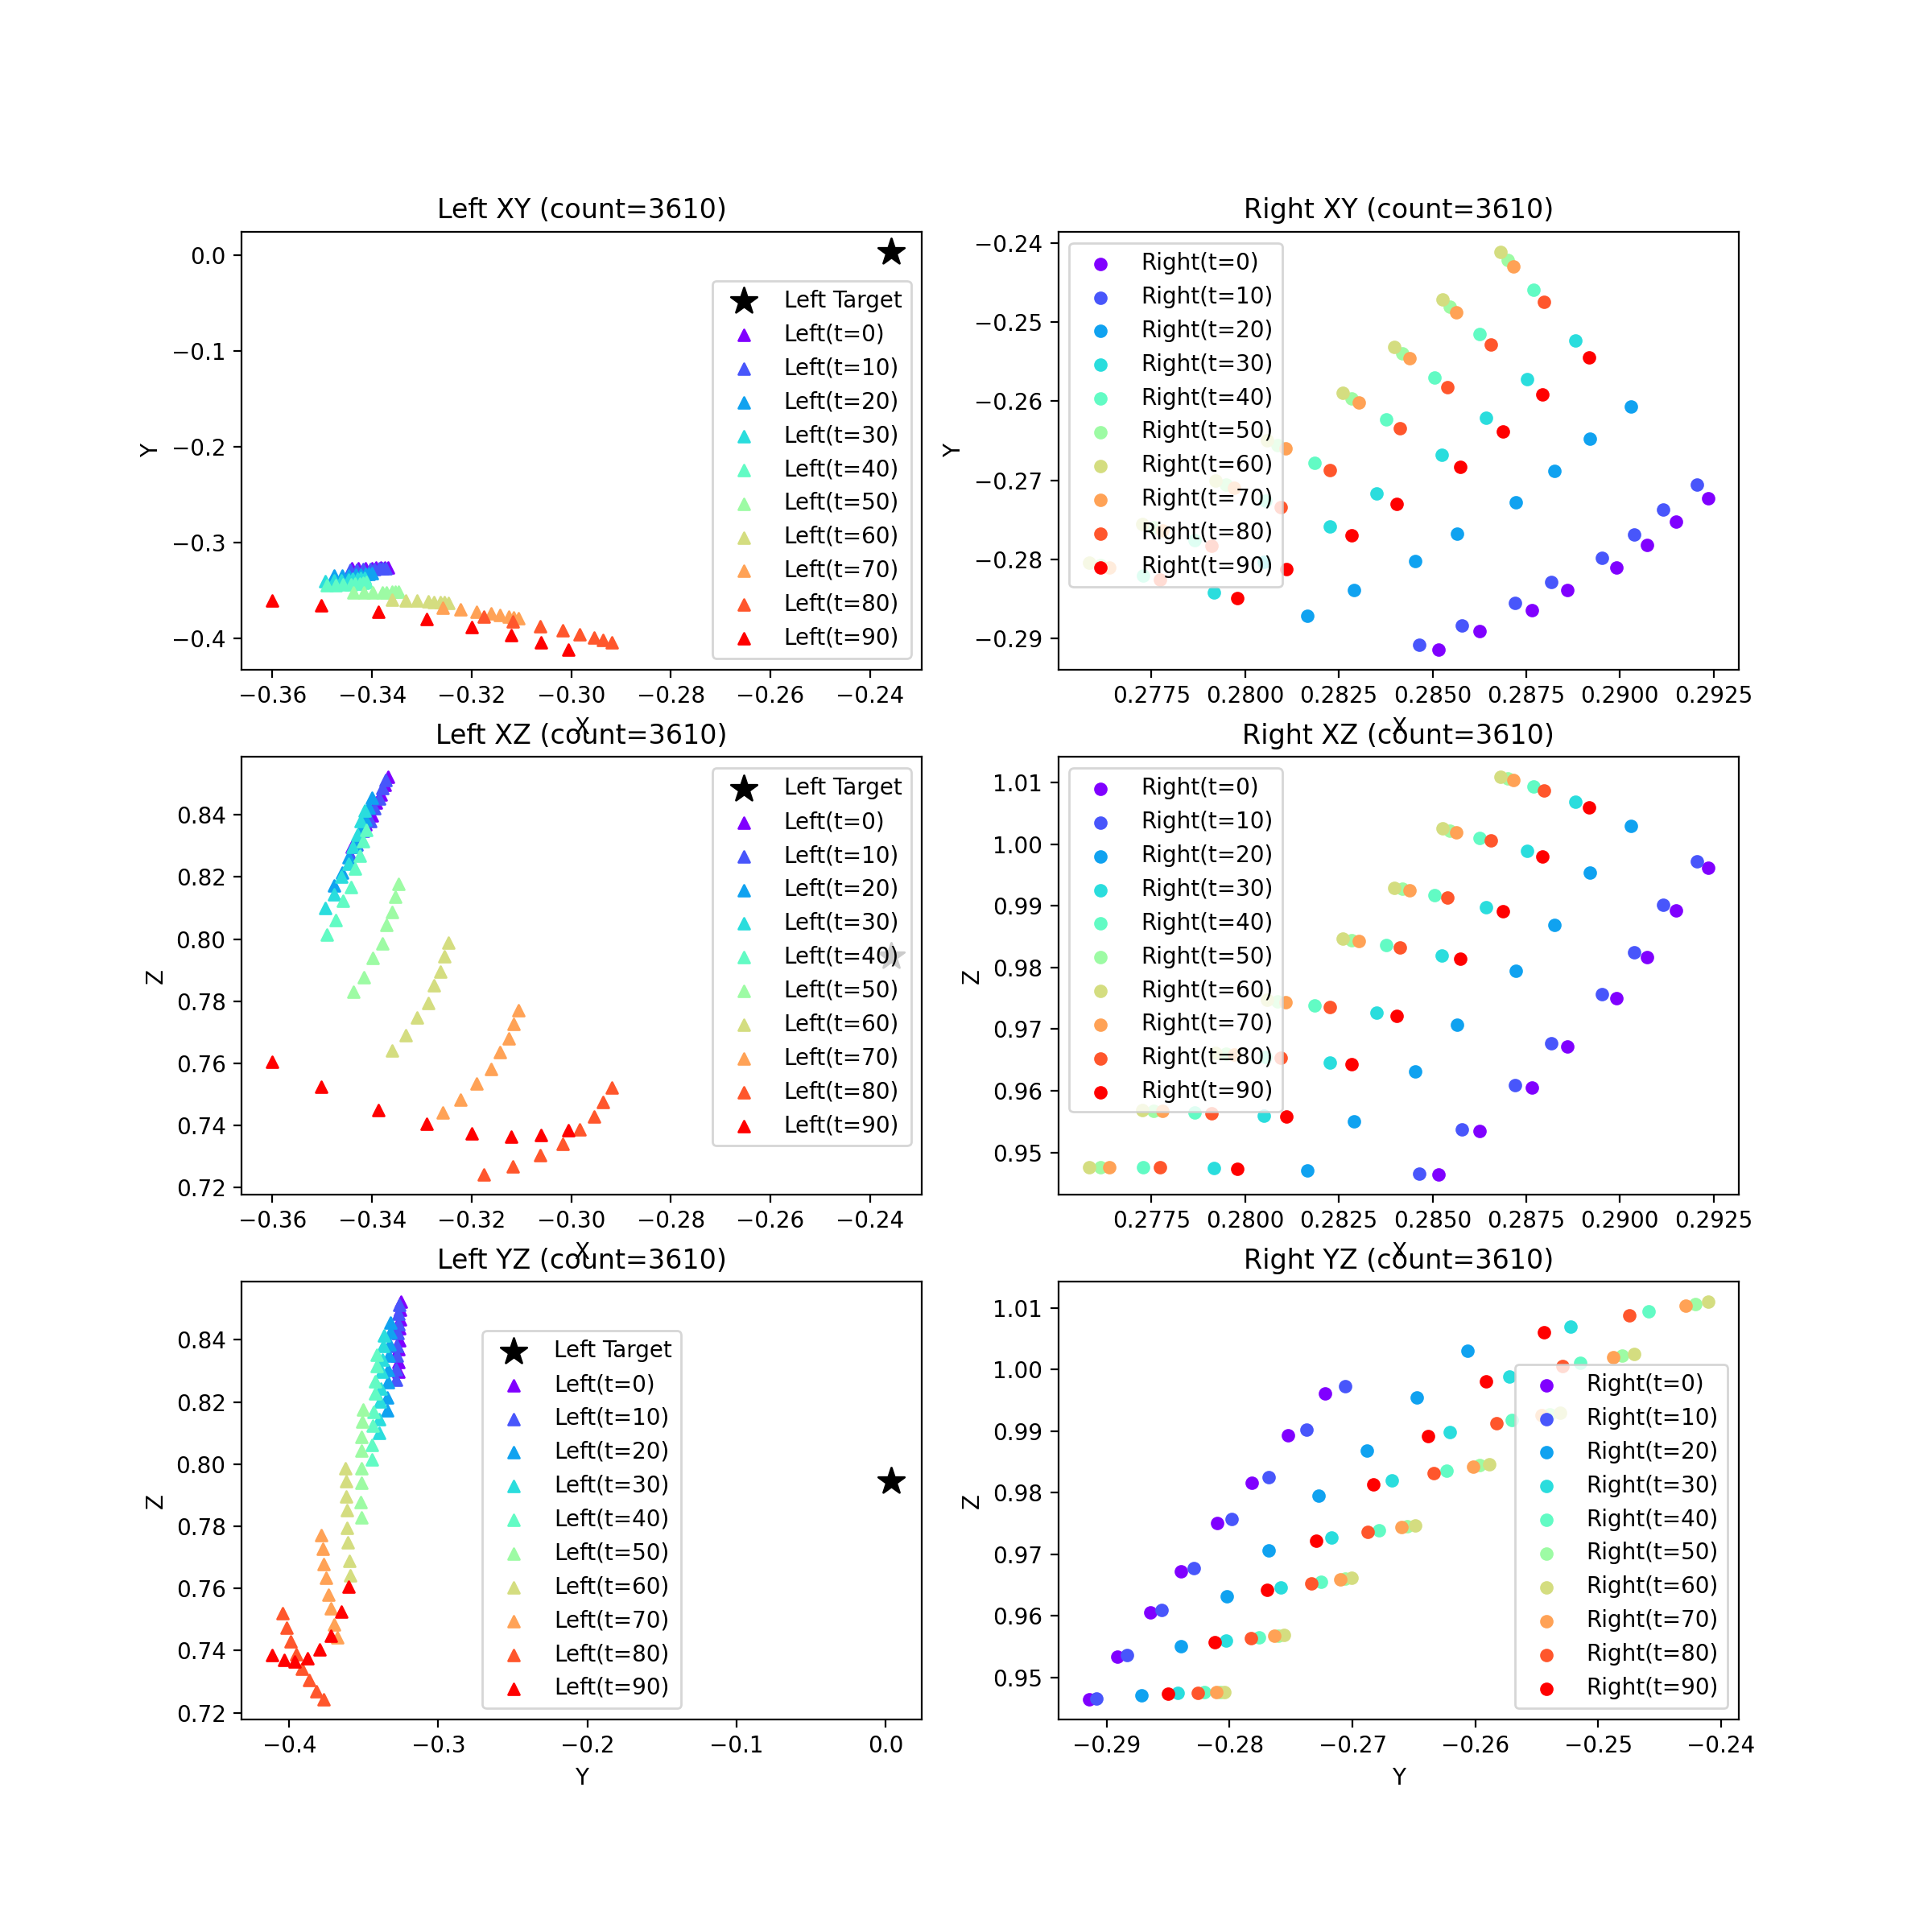 Left XY (count=3610)
0.0
−0.1
−0.2
−0.3
−0.4
Y
Left Target
Left(t=0)
Left(t=10)
Left(t=20)
Left(t=30)
Left(t=40)
Left(t=50)
Left(t=60)
Left(t=70)
Left(t=80)
Left(t=90)
−0.36 −0.34 −0.32 −0.30 −0.28 −0.26 −0.24
X
Right XY (count=3610)
−0.24
−0.25
−0.26
−0.27
−0.28
−0.29
Y
Right(t=0)
Right(t=10)
Right(t=20)
Right(t=30)
Right(t=40)
Right(t=50)
Right(t=60)
Right(t=70)
Right(t=80)
Right(t=90)
0.2775 0.2800 0.2825 0.2850 0.2875 0.2900 0.2925
X
Left XZ (count=3610)
0.84
0.82
0.80
0.78
0.76
0.74
0.72
Z
Left Target
Left(t=0)
Left(t=10)
Left(t=20)
Left(t=30)
Left(t=40)
Left(t=50)
Left(t=60)
Left(t=70)
Left(t=80)
Left(t=90)
−0.36 −0.34 −0.32 −0.30 −0.28 −0.26 −0.24
X
Right XZ (count=3610)
1.01
1.00
0.99
0.98
0.97
0.96
0.95
Z
Right(t=0)
Right(t=10)
Right(t=20)
Right(t=30)
Right(t=40)
Right(t=50)
Right(t=60)
Right(t=70)
Right(t=80)
Right(t=90)
0.2775 0.2800 0.2825 0.2850 0.2875 0.2900 0.2925
X
Left YZ (count=3610)
0.84
0.82
0.80
0.78
0.76
0.74
0.72
Z
Left Target
Left(t=0)
Left(t=10)
Left(t=20)
Left(t=30)
Left(t=40)
Left(t=50)
Left(t=60)
Left(t=70)
Left(t=80)
Left(t=90)
−0.4 −0.3 −0.2 −0.1 0.0
Y
Right YZ (count=3610)
1.01
1.00
0.99
0.98
0.97
0.96
0.95
Z
Right(t=0)
Right(t=10)
Right(t=20)
Right(t=30)
Right(t=40)
Right(t=50)
Right(t=60)
Right(t=70)
Right(t=80)
Right(t=90)
−0.29 −0.28 −0.27 −0.26 −0.25 −0.24
Y